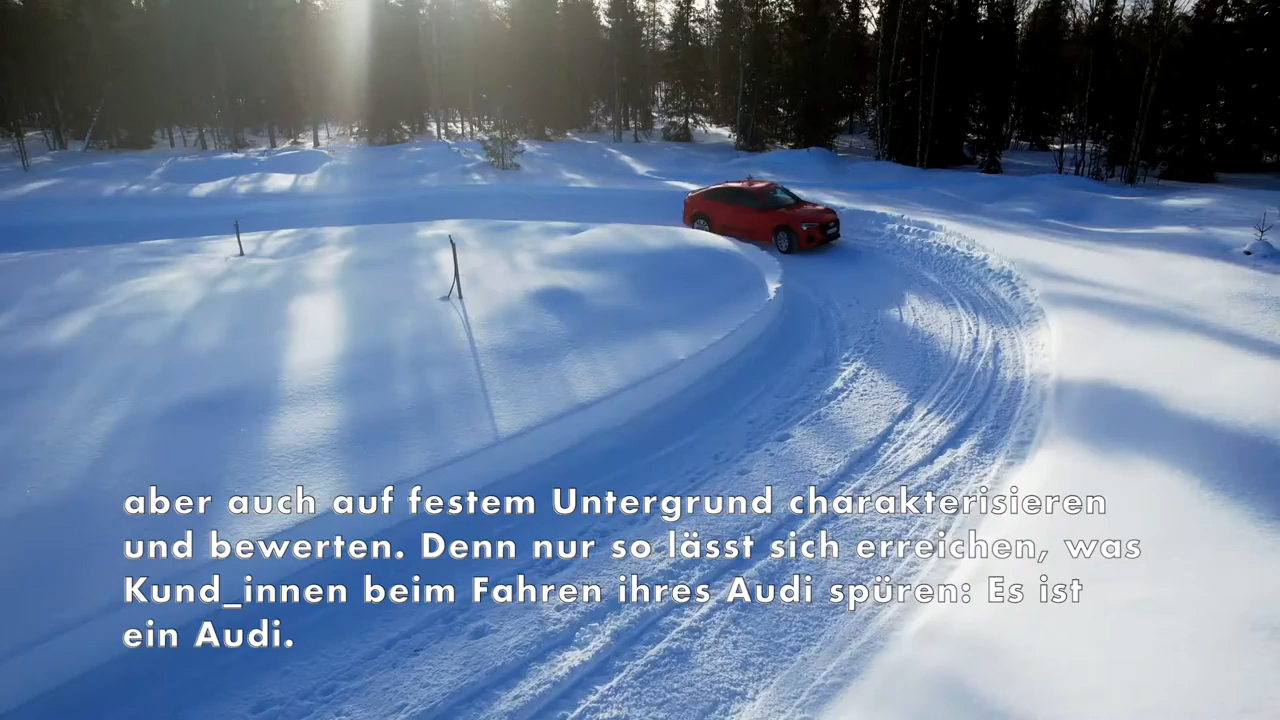 aber auch auf festem Untergrund charakterisieren
und bewerten. Denn nur so lässt sich erreichen, was
Kund_innen beim Fahren ihres Audi spüren: Es ist
ein Audi.